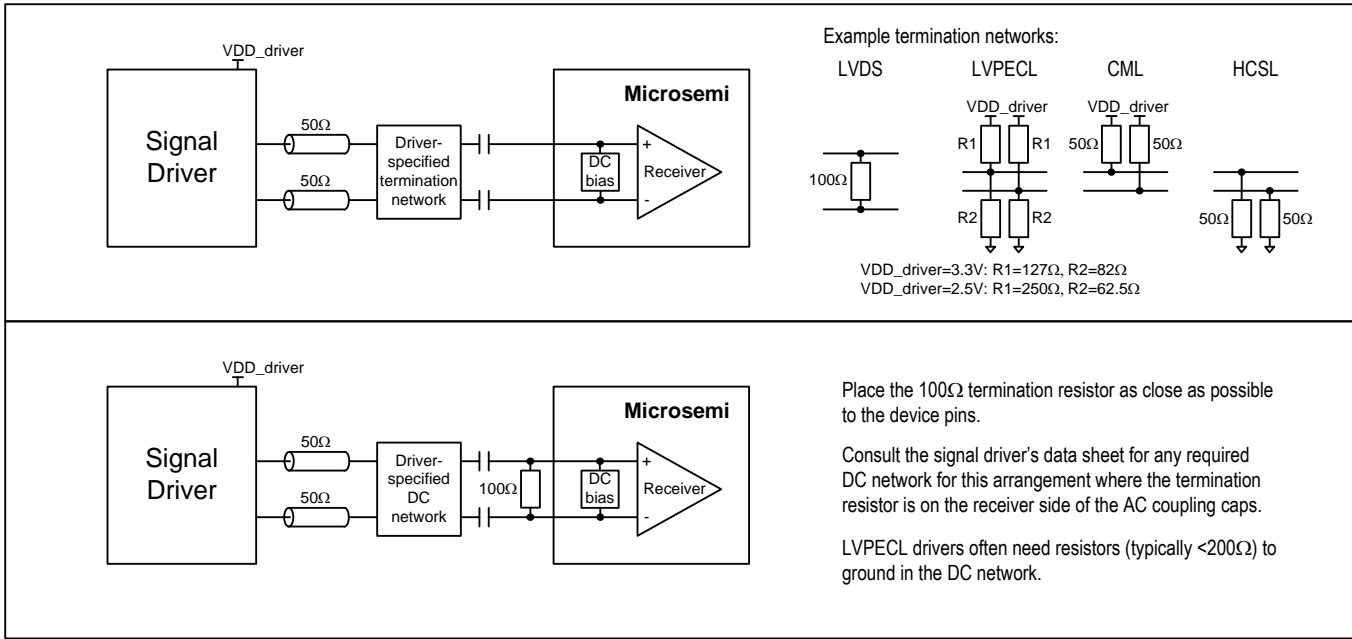 VDD_driver
Signal
Driver
50Ω
50Ω
Driver-
specified
termination
network
Microsemi
DC
bias
+
-
Receiver
Example termination networks:
LVDS
100Ω
LVPECL
VDD_driver
R1
R1
R2
R2
CML
VDD_driver
50Ω
50Ω
HCSL
50Ω
50Ω
VDD_driver=3.3V: R1=127Ω, R2=82Ω
VDD_driver=2.5V: R1=250Ω, R2=62.5Ω
VDD_driver
Signal
Driver
50Ω
50Ω
Driver-
specified
DC
network
100Ω
Microsemi
DC
bias
+
-
Receiver
Place the 100Ω termination resistor as close as possible
to the device pins.
Consult the signal driver's data sheet for any required
DC network for this arrangement where the termination
resistor is on the receiver side of the AC coupling caps.
LVPECL drivers often need resistors (typically <200Ω) to
ground in the DC network.